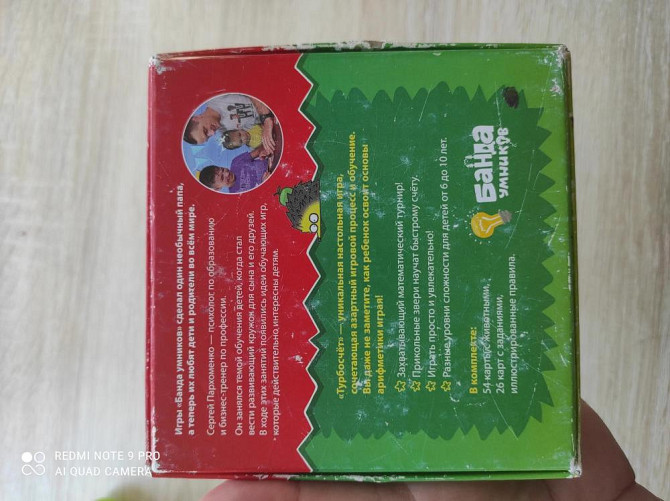 Игры «Банда умников» сделал один необычный папа,
а теперь их любят дети и родители во всём мире.
Сергей Пархоменко — психолог по образованию
и бизнес-тренер по профессии.
Он занялся темой обучения детей, когда стал
вести развивающий кружок для сына и его друзей.
В ходе этих занятий появились идеи обучающих игр,
которые действительно интересны детям.
«Турбосчёт» — уникальная настольная игра,
сочетающая азартный игровой процесс и обучение.
Вы даже не заметите, как ребенок освоит основы
арифметики играя!
Захватывающий математический турнир!
Прикольные звери научат быстрому счёту.
Играть просто и увлекательно!
Разные уровни сложности для детей от 6 до 10 лет.
В комплекте:
54 карты с животными,
26 карт с заданиями,
иллюстрированные правила.
Банда
умников
REDMI NOTE 9 PRO
AI QUAD CAMERA